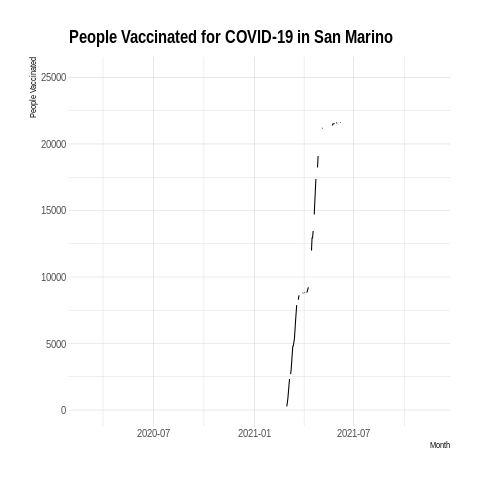 People Vaccinated for COVID-19 in San Marino
People Vaccinated
25000
20000
15000
10000
5000
0
2020-07 2021-01 2021-07
Month